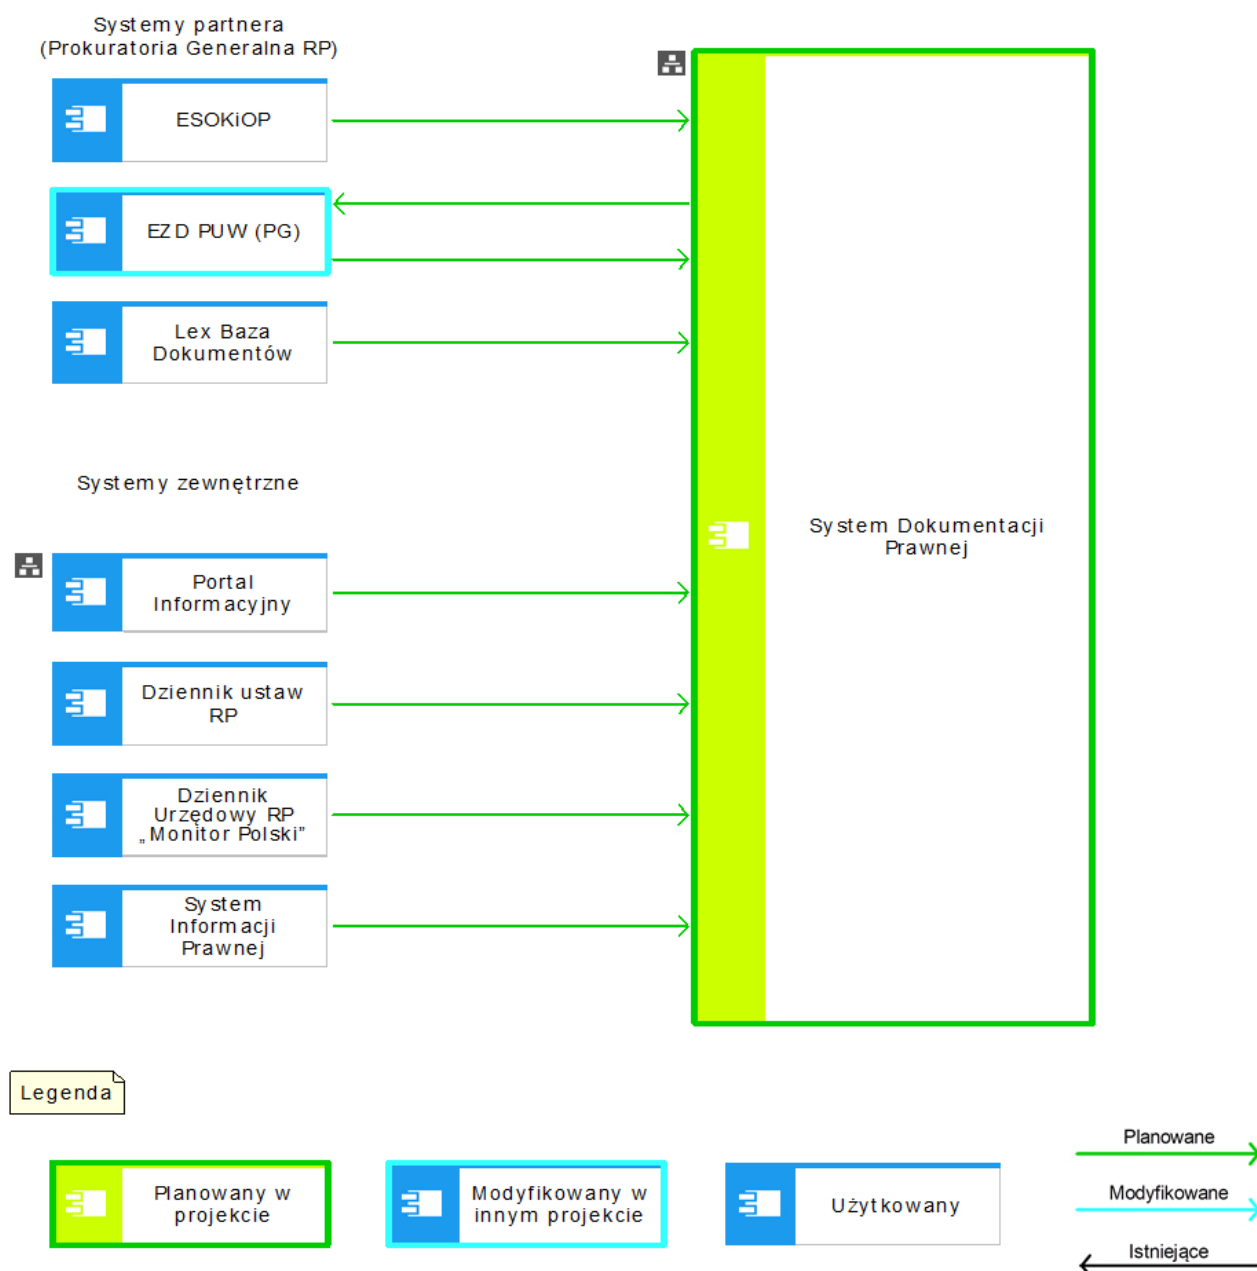 Systemy partnera
(Prokuratoria Generalna RP)
ESOKiOP
EZD PUW (PG)
Lex Baza
Dokumentów
Systemy zewnętrzne
Portal
Informacyjny
Dziennik ustaw
RP
Dziennik
Urzędowy RP
„Monitor Polski”
System
Informacji
Prawnej
System Dokumentacji
Prawnej
Legenda
Planowany w
projekcie
Modyfikowany w
innym projekcie
Użytkowany
Planowane
Modyfikowane
Istniejące